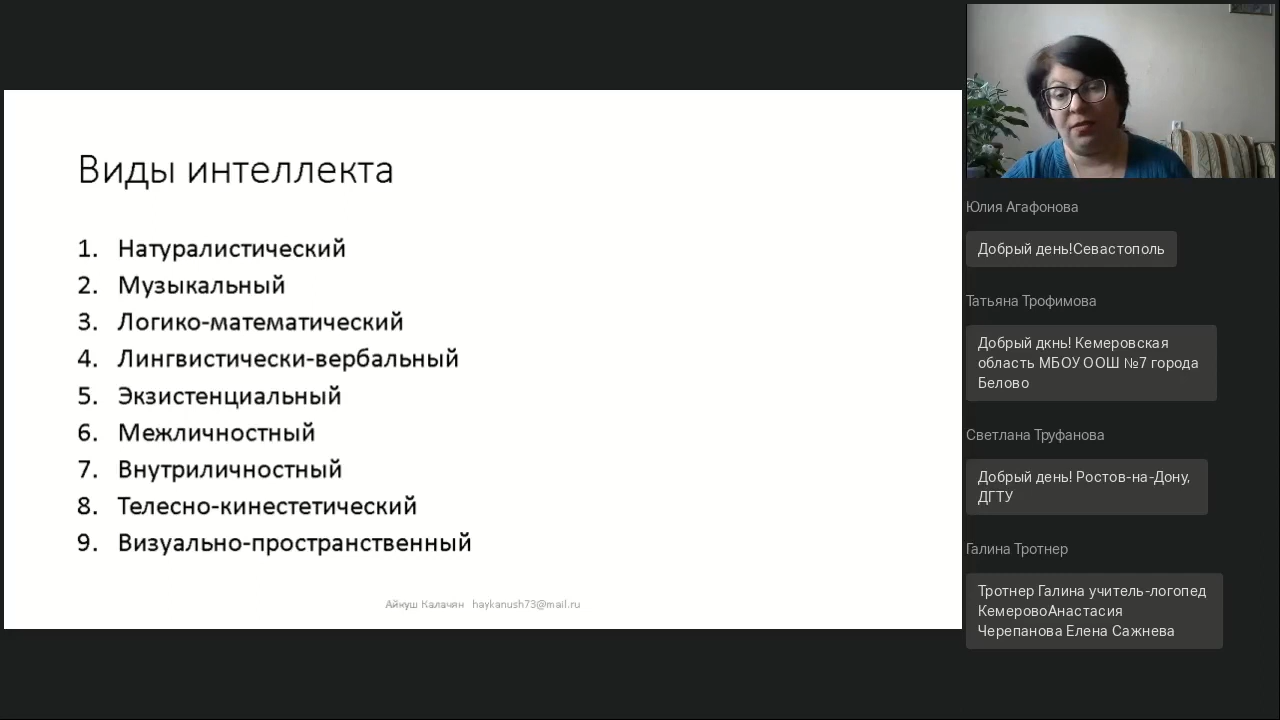 Виды интеллекта
1. Натуралистический
2. Музыкальный
3. Логико-математический
4. Лингвистически-вербальный
5. Экзистенциальный
6. Межличностный
7. Внутриличностный
8. Телесно-кинестетический
9. Визуально-пространственный
Айкуш Калачян haykanush73@mail.ru
Юлия Агафонова
Добрый день!Севастополь
Татьяна Трофимова
Добрый дкнь! Кемеровская
область МБОУ ООШ №7 города
Белово
Светлана Труфанова
Добрый день! Ростов-на-Дону,
ДГТУ
Галина Тротнер
Тротнер Галина учитель-логопед
КемеровоАнастасия
Черепанова Елена Сажнева